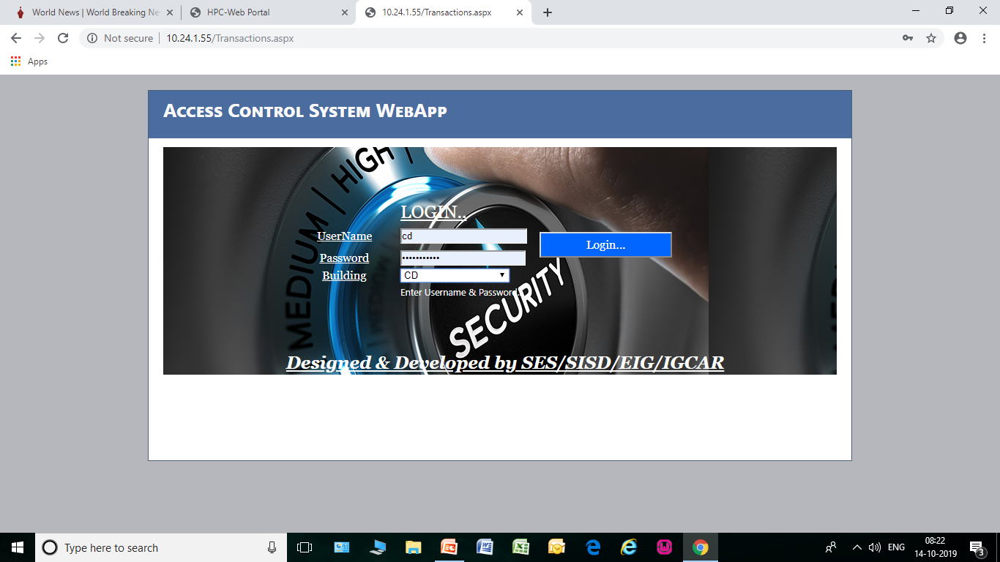 World News | World Breaking Ne
HPC-Web Portal
10.24.1.55/Transactions.aspx
Not secure | 10.24.1.55/Transactions.aspx
Apps
Access Control System WebApp
MEDIUM | HIGH |
LOGIN..
UserName cd Login...
Password •••••••••••
Building CD
Enter Username & Password.
SECURITY
Designed & Developed by SES/SISD/EIG/IGCAR
Type here to search
ENG
08:22
14-10-2019
3